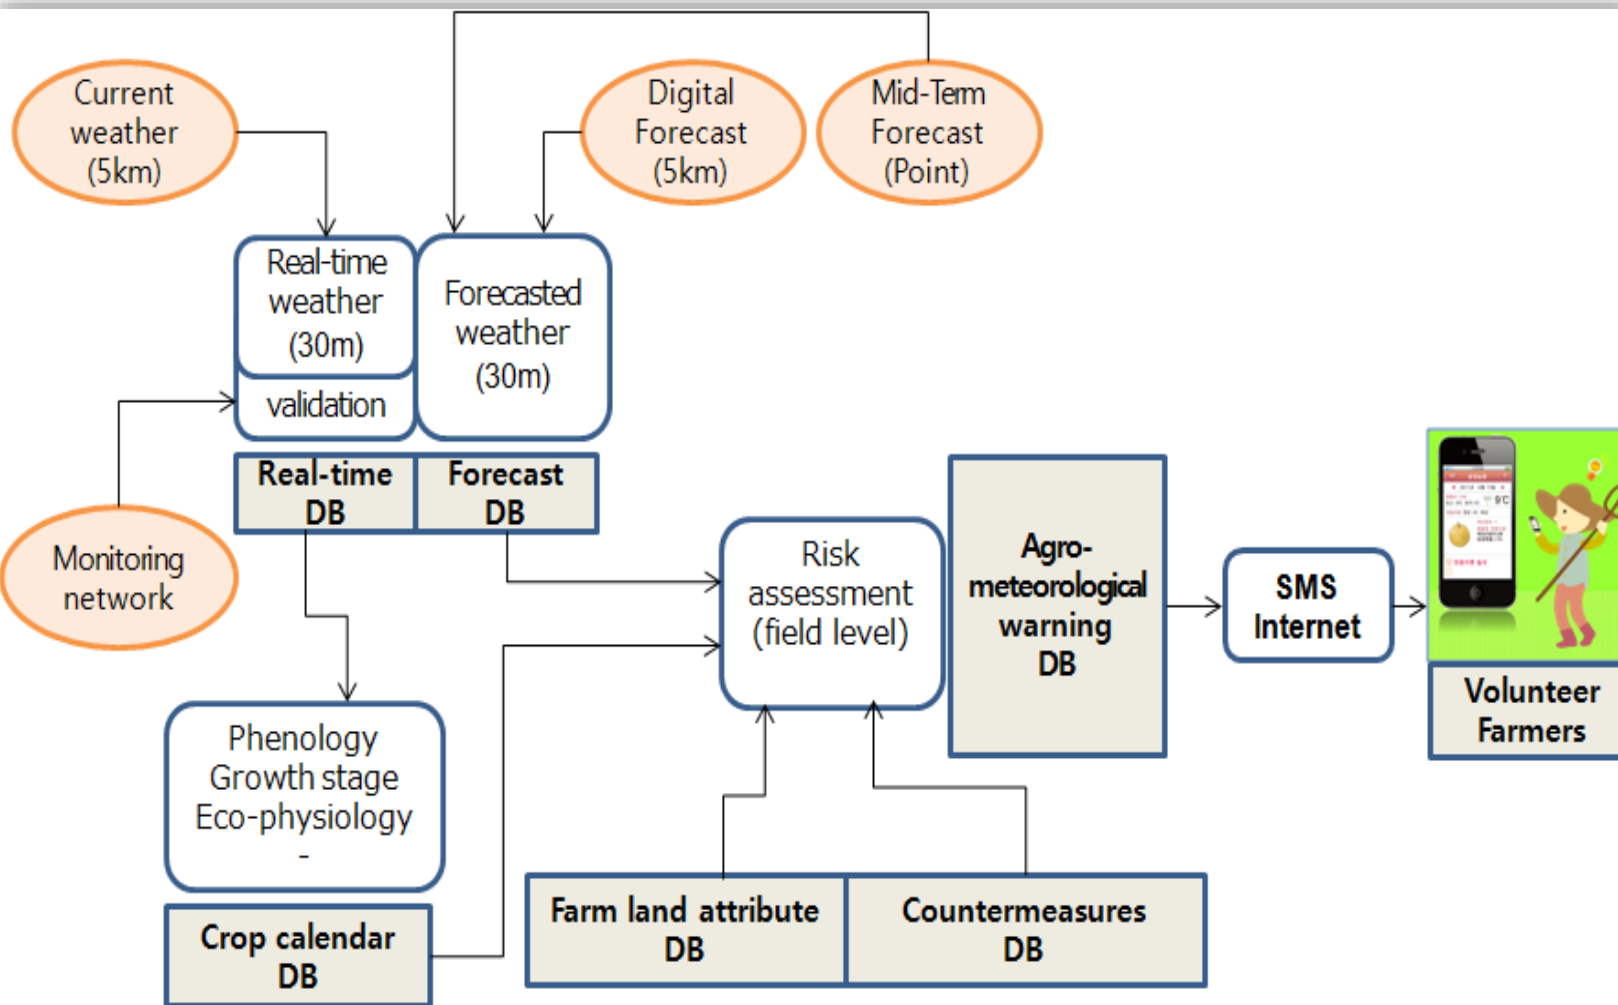 Current
weather
(5km)
Digital
Forecast
(5km)
Mid-Term
Forecast
(Point)
Real-time
weather
(30m)
validation
Forecasted
weather
(30m)
Real-time
DB
Forecast
DB
Monitoring
network
Risk
assessment
(field level)
Agro-
meteorological
warning
DB
SMS
Internet
9℃
Volunteer
Farmers
Phenology
Growth stage
Eco-physiology
-
Crop calendar
DB
Farm land attribute
DB
Countermeasures
DB